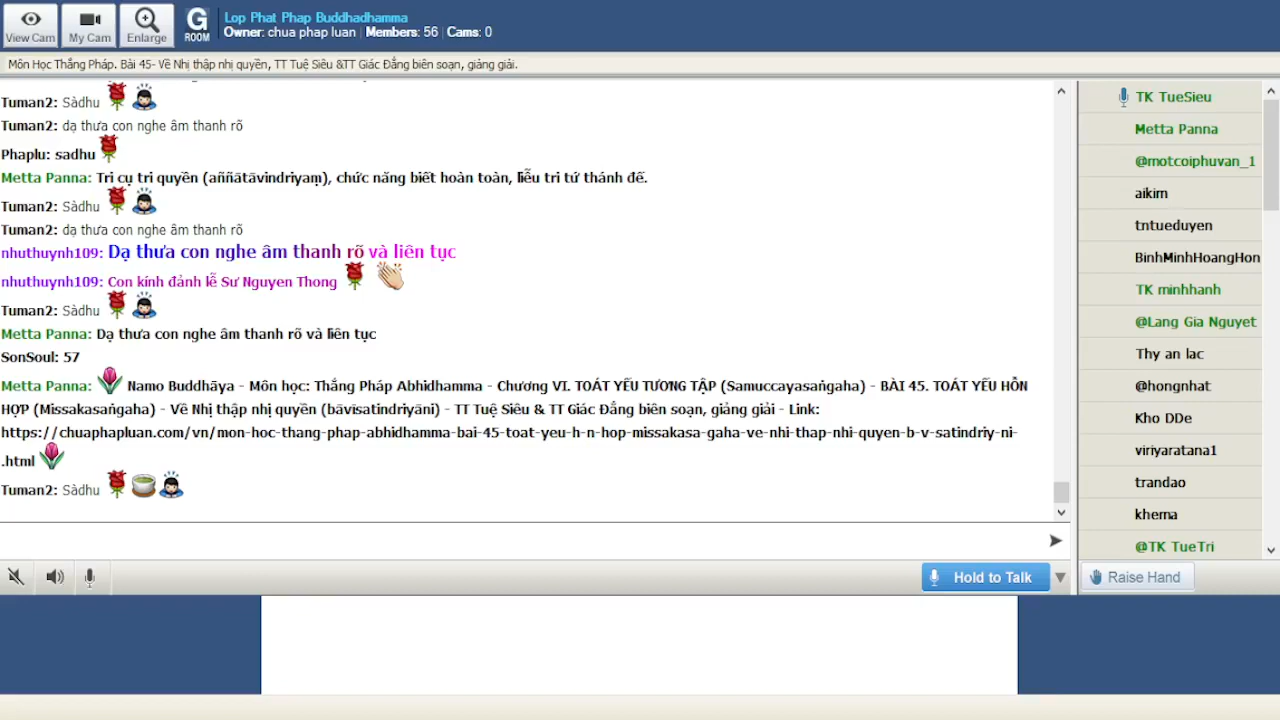 View Cam
My Cam
Enlarge
G
ROOM
Lop Phat Phap Buddhadhamma
Owner: chua phap luan | Members: 56 | Cams: 0
Môn Học Thắng Pháp. Bài 45- Về Nhị thập nhị quyền, TT Tuệ Siêu &TT Giác Đẳng biên soạn, giảng giải.
Tuman2: Sàdhu
Tuman2: dạ thưa con nghe âm thanh rõ
Phaplu: sadhu
Metta Panna: Tri cụ tri quyền (aññātāvindriyaṃ), chức năng biết hoàn toàn, liễu tri tứ thánh đế.
Tuman2: Sàdhu
Tuman2: dạ thưa con nghe âm thanh rõ
nhuthuynh109: Dạ thưa con nghe âm thanh rõ và liên tục
nhuthuynh109: Con kính đảnh lễ Sư Nguyen Thong
Tuman2: Sàdhu
Metta Panna: Dạ thưa con nghe âm thanh rõ và liên tục
SonSoul: 57
Metta Panna: Namo Buddhāya - Môn học: Thắng Pháp Abhidhamma - Chương VI. TOÁT YẾU TƯƠNG TẬP (Samuccayasaṅgaha) - BÀI 45. TOÁT YẾU HỖN
HỢP (Missakasaṅgaha) - Về Nhị thập nhị quyền (bāvīsatindriyāni) - TT Tuệ Siêu & TT Giác Đẳng biên soạn, giảng giải - Link:
https://chuaphapluan.com/vn/mon-hoc-thang-phap-abhidhamma-bai-45-toat-yeu-h-n-hop-missakasa-gaha-ve-nhi-thap-nhi-quyen-b-v-satindriy-ni-
.html
Tuman2: Sàdhu
TK TueSieu
Metta Panna
@motcoiphuvan_1
aikim
tntueduyen
BinhMinhHoangHon
TK minhhanh
@Lang Gia Nguyet
Thy an lac
@hongnhat
Kho DDe
viriyaratana1
trandao
khema
@TK TueTri
Hold to Talk
Raise Hand